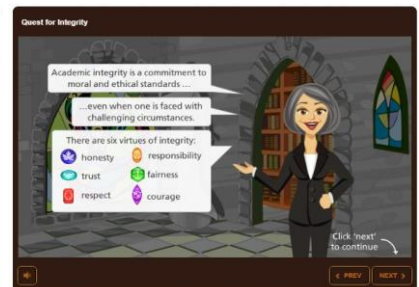 Quest for Integrity
Academic integrity is a commitment to
moral and ethical standards ...
...even when one is faced with
challenging circumstances.
There are six virtues of integrity:
honesty
responsibility
trust
fairness
respect
courage
Click 'next'
to continue
< PREV
NEXT >